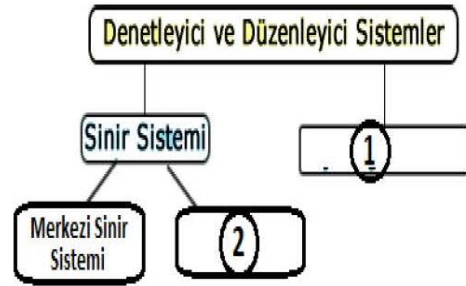 Denetleyici ve Düzenleyici Sistemler
Sinir Sistemi
1
Merkezi Sinir
Sistemi
2